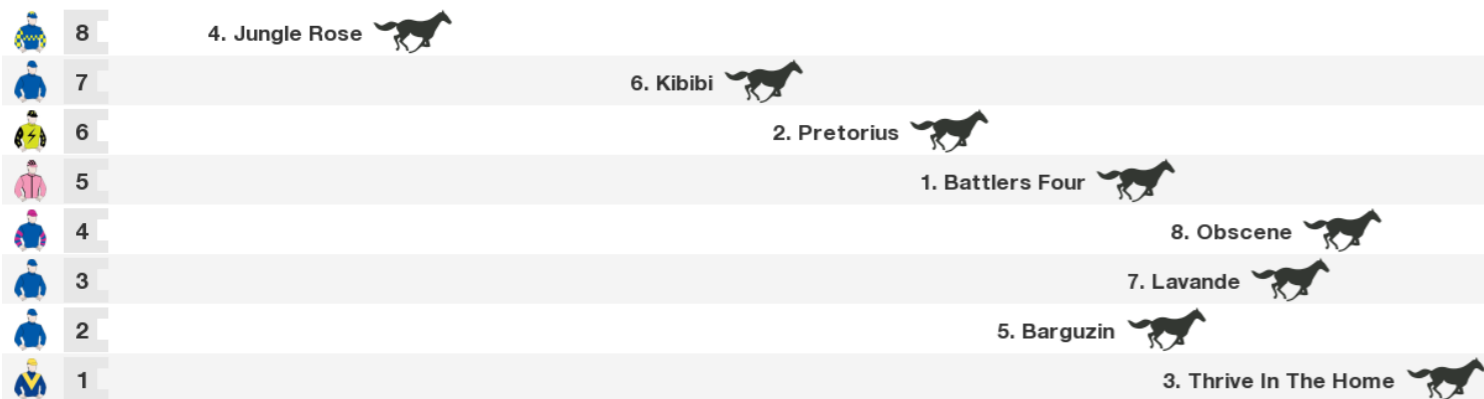 8 4. Jungle Rose
7 6. Kibibi
6 2. Pretorius
5 1. Battlers Four
4 8. Obscene
3 7. Lavande
2 5. Barguzin
1 3. Thrive In The Home